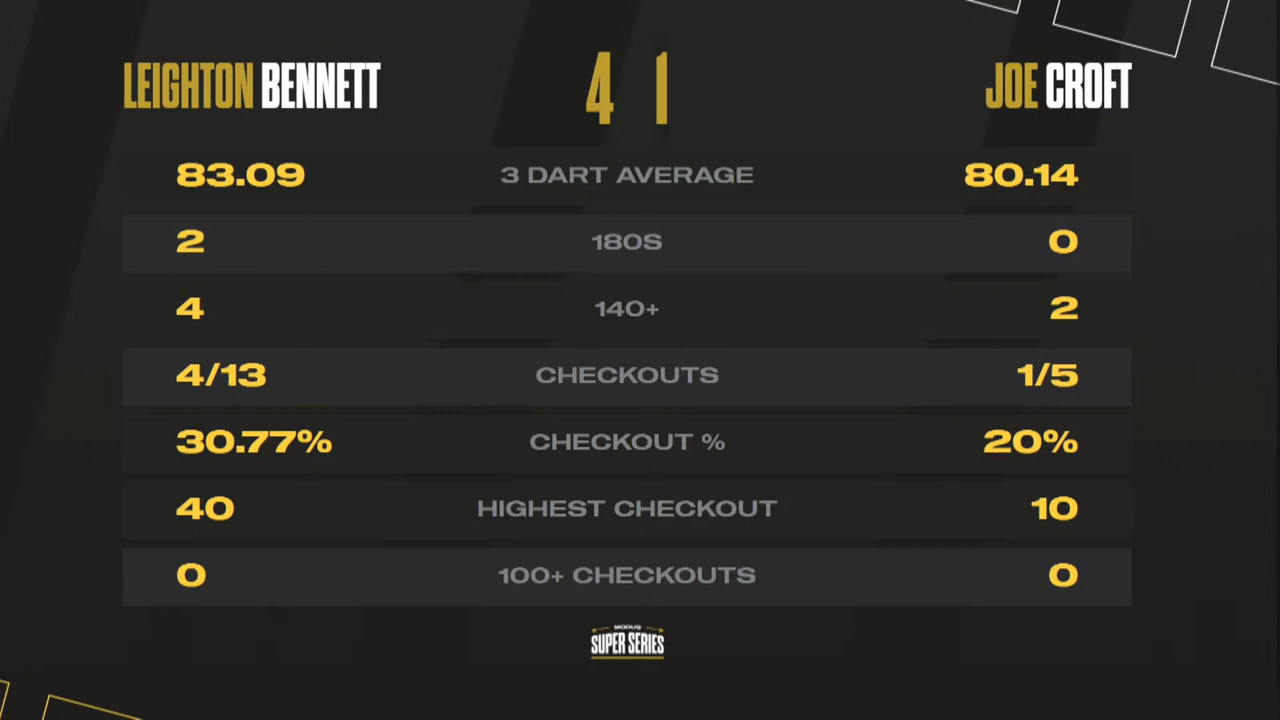 LEIGHTON BENNETT 4 1 JOE CROFT
83.09 3 DART AVERAGE 80.14
2 180S 0
4 140+ 2
4/13 CHECKOUTS 1/5
30.77% CHECKOUT % 20%
40 HIGHEST CHECKOUT 10
0 100+ CHECKOUTS 0
MODUS
SUPER SERIES